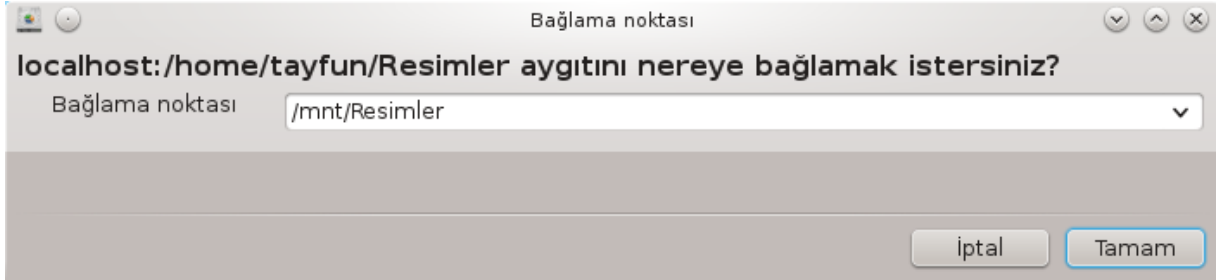 Bağlama noktası
localhost:/home/tayfun/Resimler aygıtını nereye bağlamak istersiniz?
Bağlama noktası /mnt/Resimler
İptal Tamam